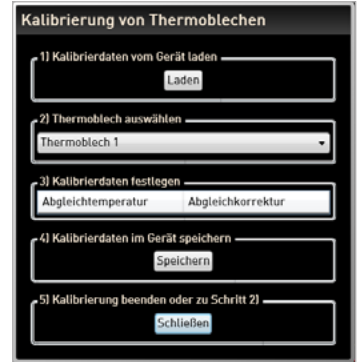 Kalibrierung von Thermoblechen
1) Kalibrierdaten vom Gerät laden
Laden
2) Thermoblech auswählen
Thermoblech 1
3) Kalibrierdaten festlegen
Abgleichtemperatur Abgleichkorrektur
4) Kalibrierdaten im Gerät speichern
Speichern
5) Kalibrierung beenden oder zu Schritt 2)
Schließen